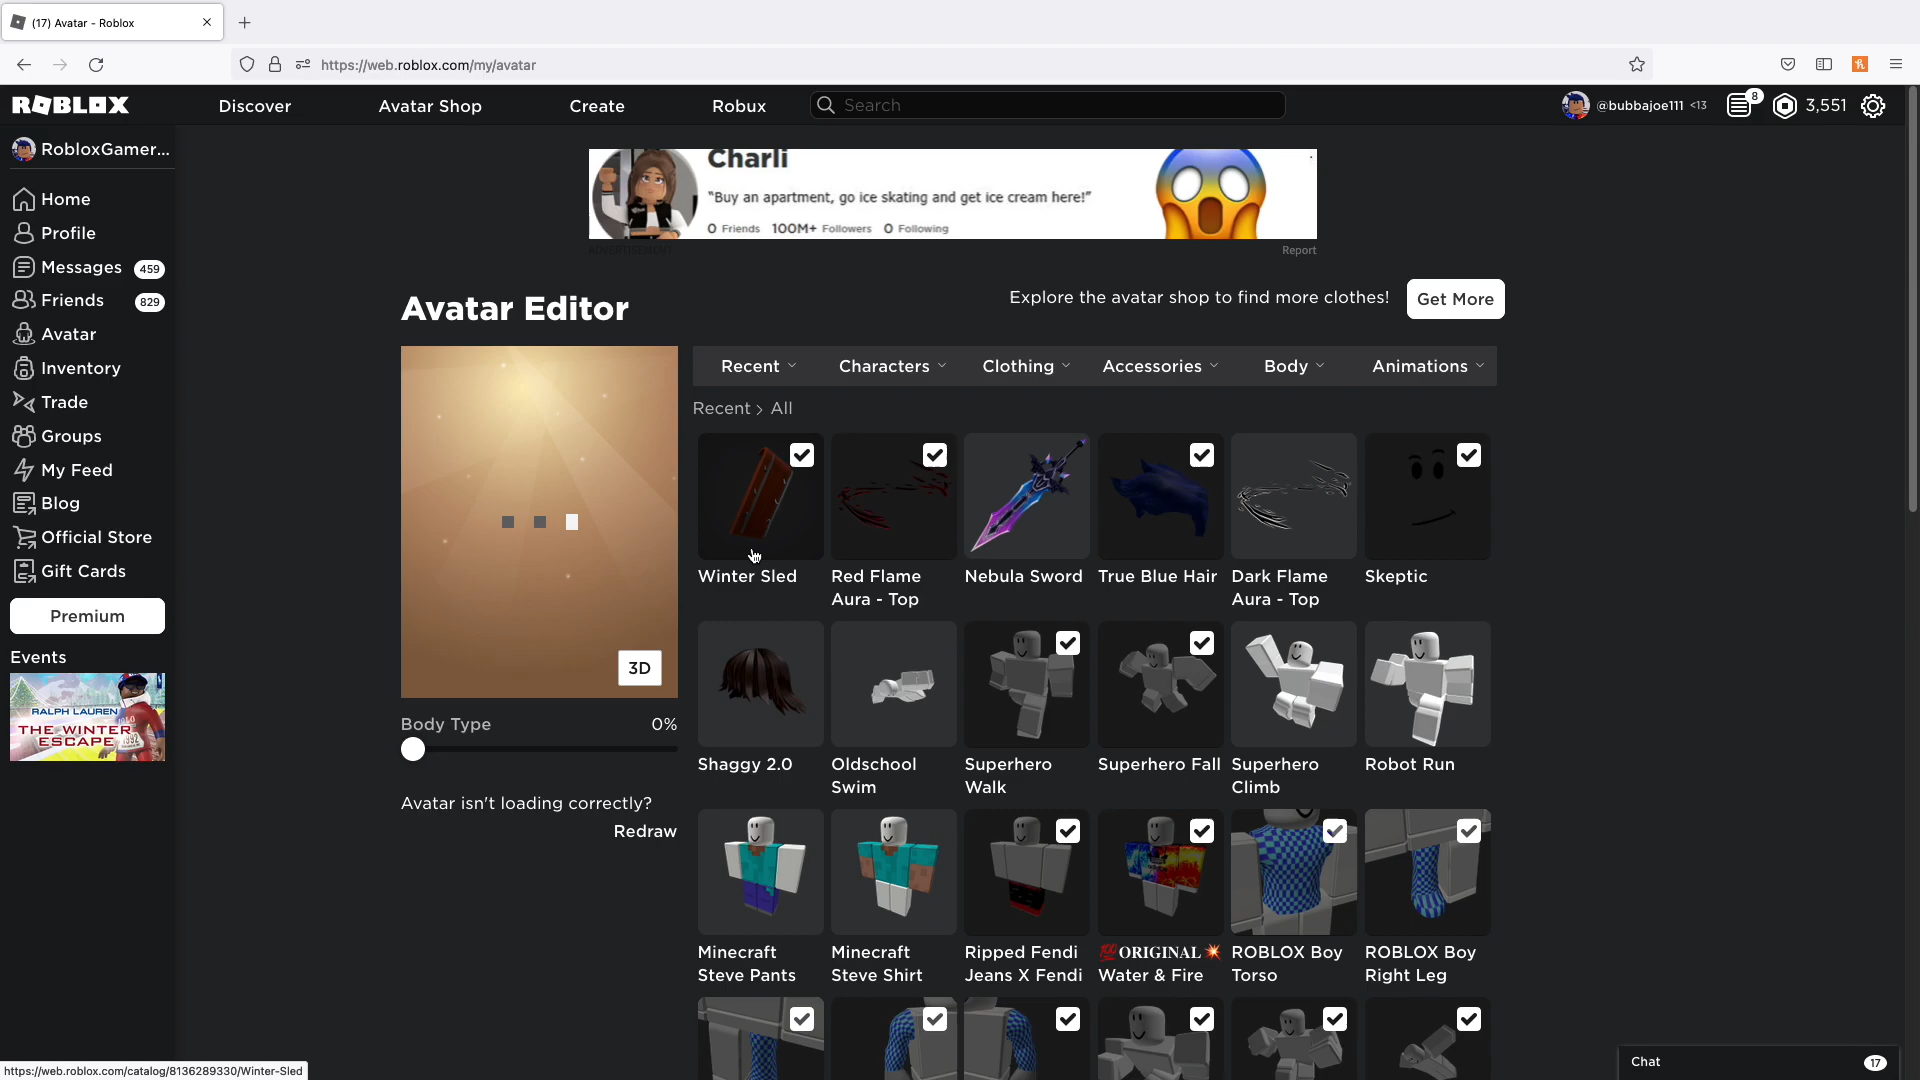 (17) Avatar - Roblox
https://web.roblox.com/my/avatar
ROBLOX
Discover
Avatar Shop
Create
Robux
Search
@bubbajoe111 <13
8
3,551
RobloxGamer...
Home
Profile
Messages 459
Friends 829
Avatar
Inventory
Trade
Groups
My Feed
Blog
Official Store
Gift Cards
Premium
Events
RALPH LAUREN
THE WINTER
ESCAPE
1992
Charli
"Buy an apartment, go ice skating and get ice cream here!"
0 Friends 100M+ Followers 0 Following
ADVERTISEMENT
Report
Avatar Editor
Explore the avatar shop to find more clothes!
Get More
3D
Body Type 0%
Avatar isn't loading correctly?
Redraw
Recent
Characters
Clothing
Accessories
Body
Animations
Recent > All
Winter Sled
Red Flame
Aura - Top
Nebula Sword
True Blue Hair
Dark Flame
Aura - Top
Skeptic
Shaggy 2.0
Oldschool
Swim
Superhero
Walk
Superhero Fall
Superhero
Climb
Robot Run
Minecraft
Steve Pants
Minecraft
Steve Shirt
Ripped Fendi
Jeans X Fendi
💯ORIGINAL💥
Water & Fire
ROBLOX Boy
Torso
ROBLOX Boy
Right Leg
Chat 17
https://web.roblox.com/catalog/8136289330/Winter-Sled